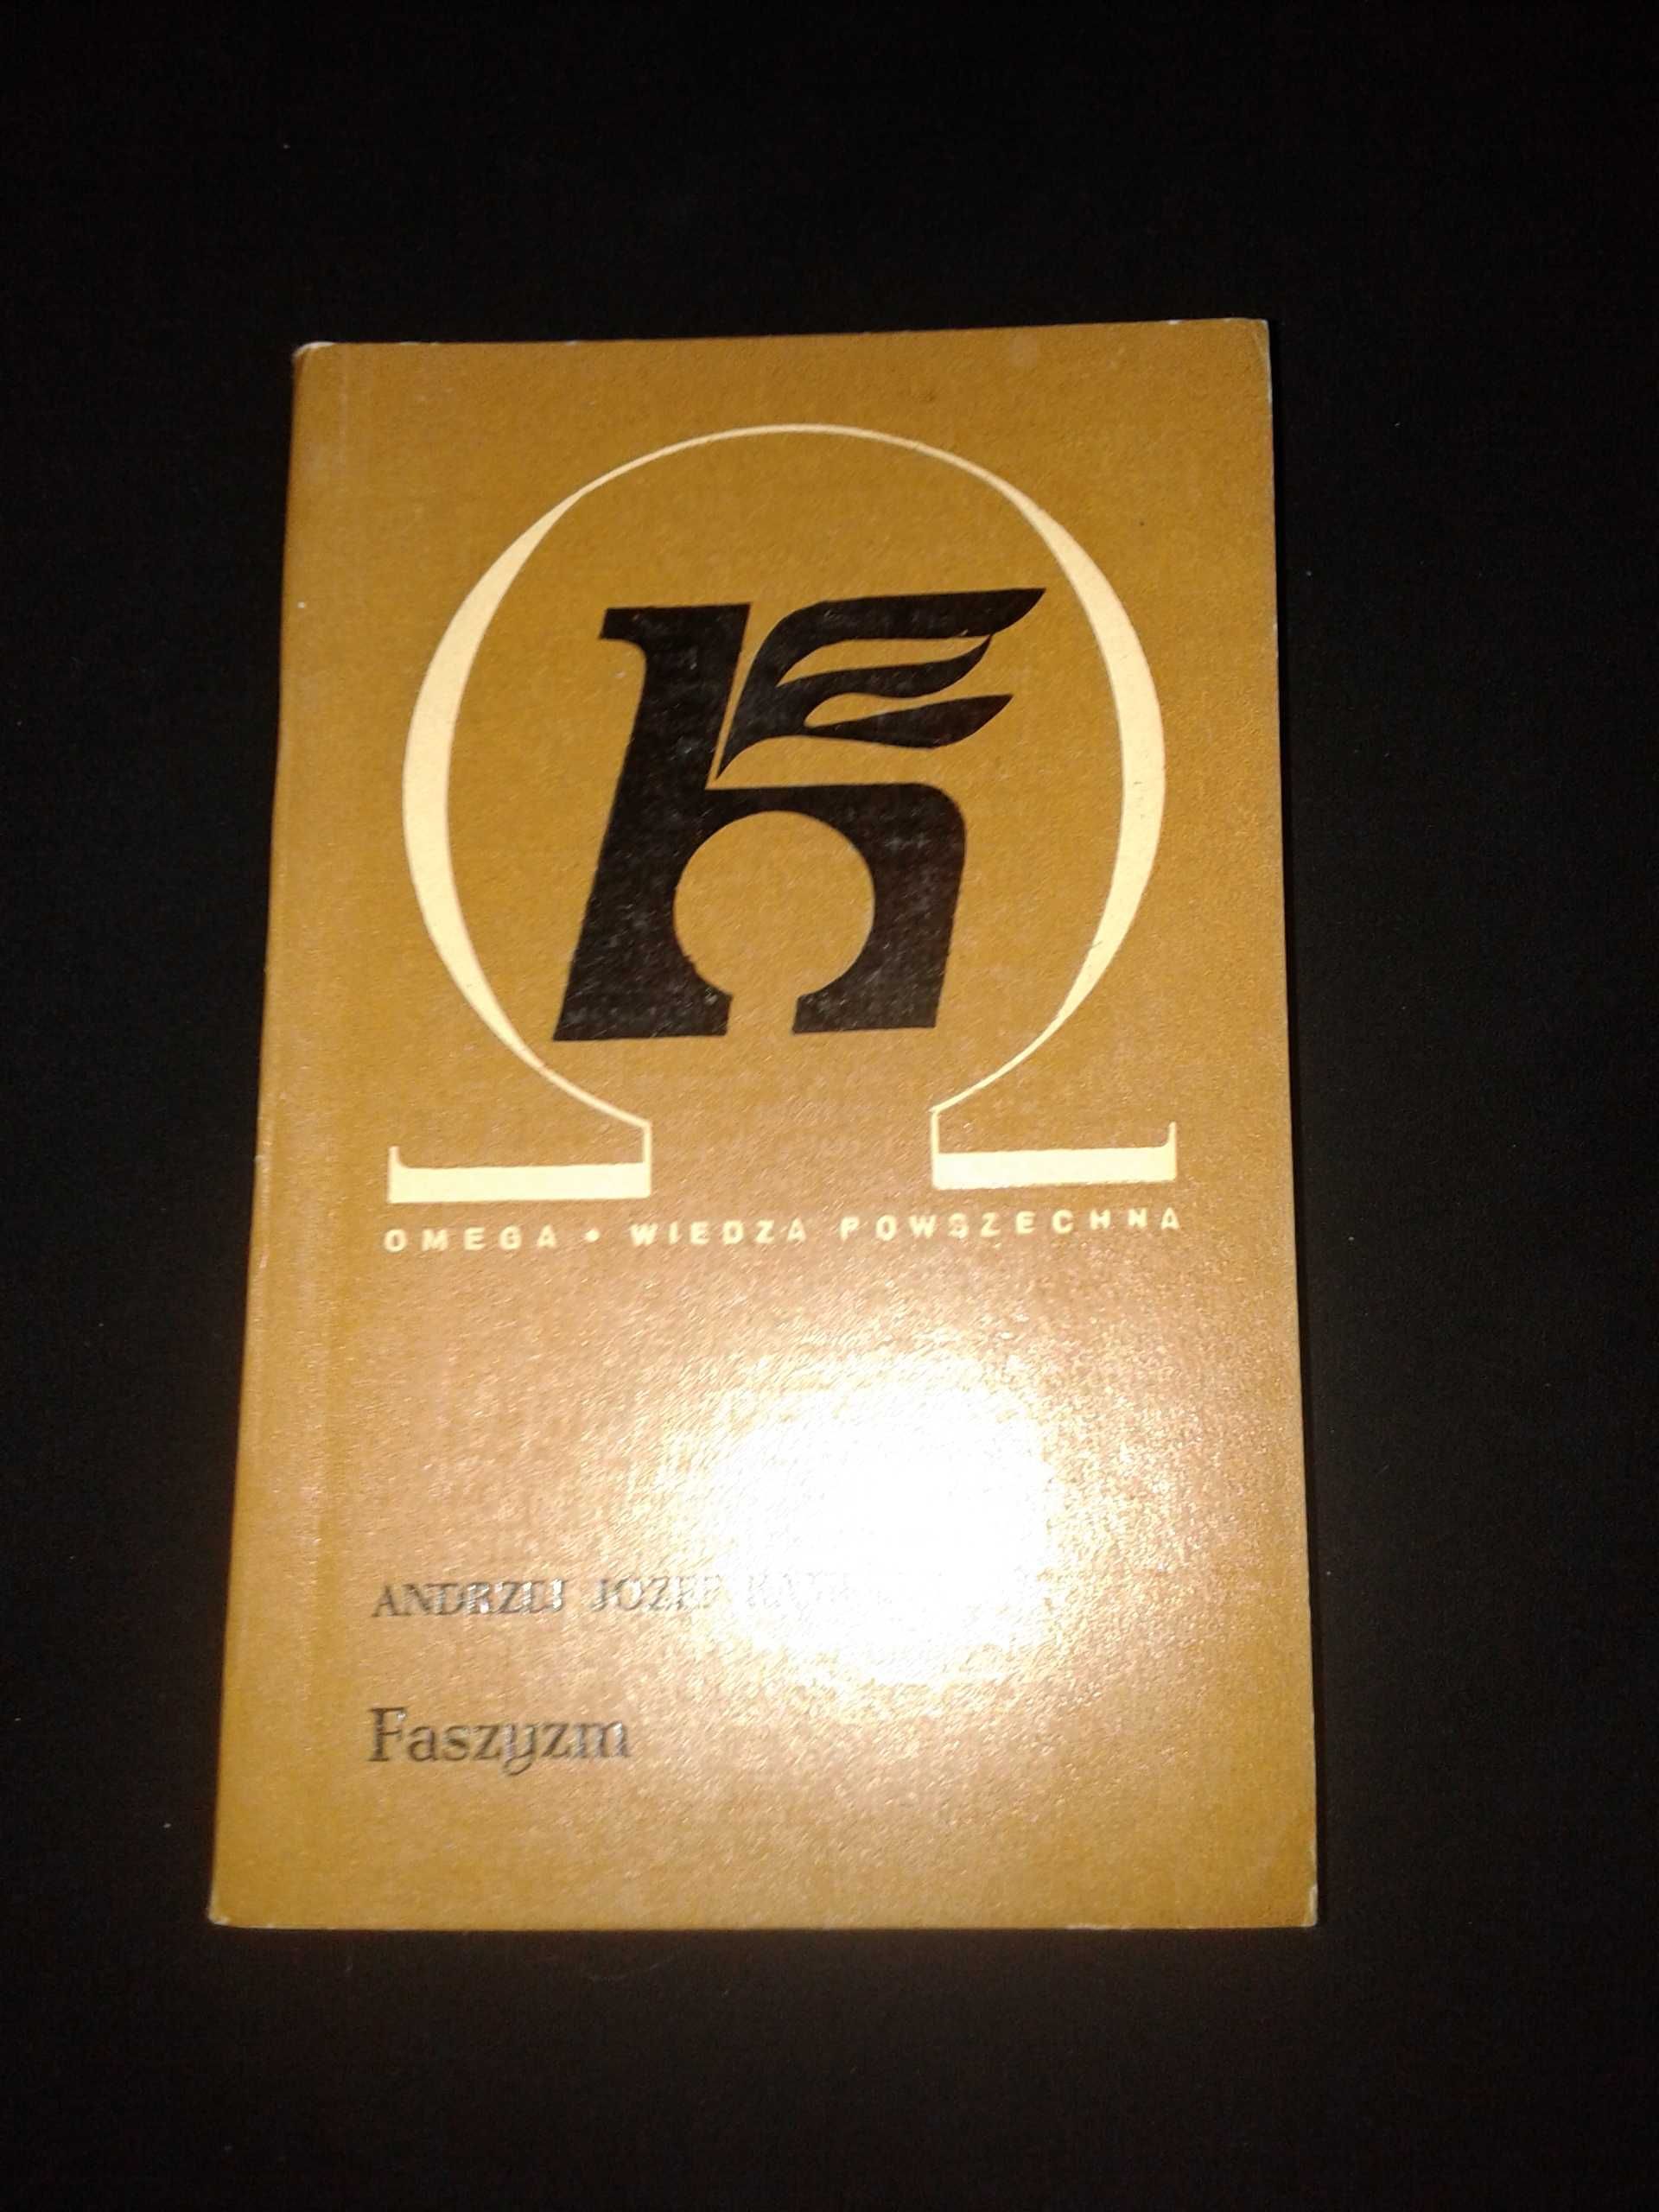 h
OMEGA • WIEDZA POWSZECHNA
ANDRZEJ JÓZEF
Faszyzm